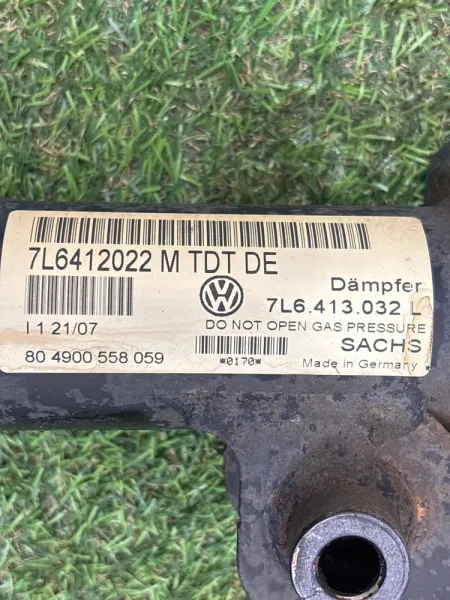 7L6412022 M TDT DE
I 1 21/07
80 4900 558 059
Dämpfer
7L6.413.032 L
DO NOT OPEN GAS PRESSURE
SACHS
*0170*
Made in Germany